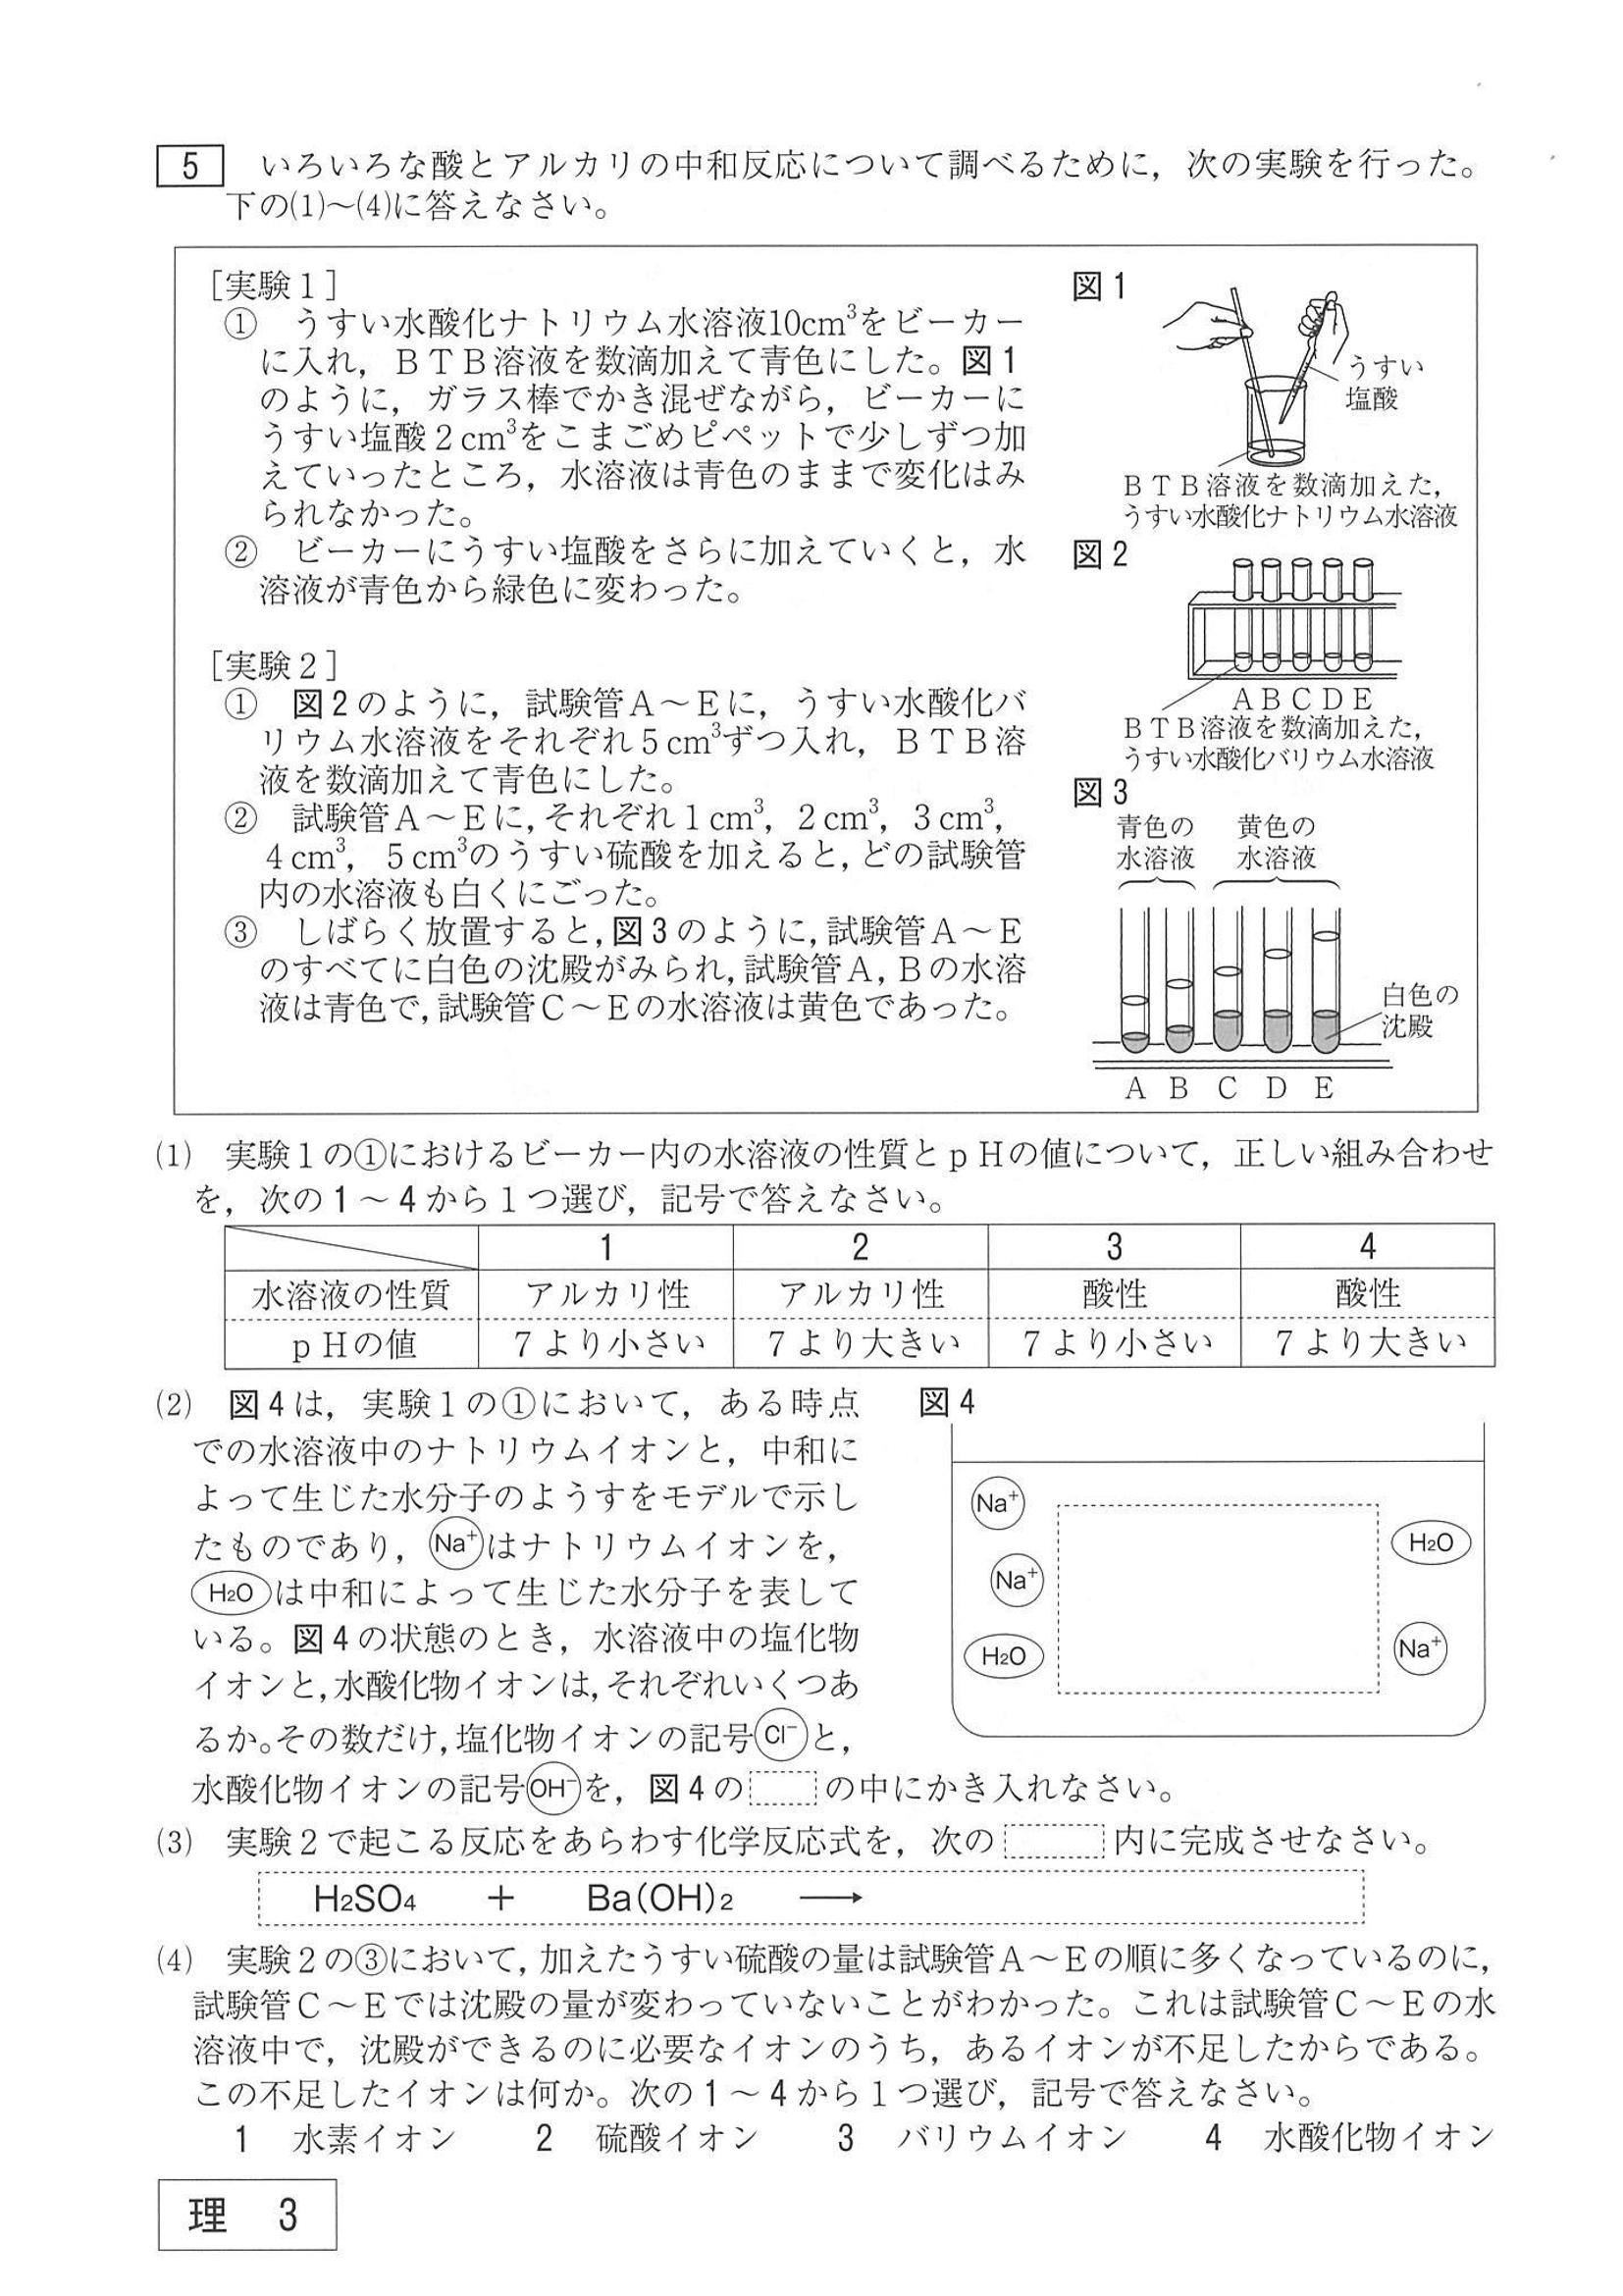 5　いろいろな酸とアルカリの中和反応について調べるために，次の実験を行った。
下の⑴～⑷に答えなさい。
［実験１］
①　うすい水酸化ナトリウム水溶液10cm³をビーカー
に入れ，ＢＴＢ溶液を数滴加えて青色にした。図1
のように，ガラス棒でかき混ぜながら，ビーカーに
うすい塩酸２cm³をこまごめピペットで少しずつ加
えていったところ，水溶液は青色のままで変化はみ
られなかった。
②　ビーカーにうすい塩酸をさらに加えていくと，水
溶液が青色から緑色に変わった。
［実験２］
①　図2のように，試験管Ａ～Ｅに，うすい水酸化バ
リウム水溶液をそれぞれ５cm³ずつ入れ，ＢＴＢ溶
液を数滴加えて青色にした。
②　試験管Ａ～Ｅに，それぞれ１cm³，２cm³，３cm³，
４cm³，５cm³のうすい硫酸を加えると，どの試験管
内の水溶液も白くにごった。
③　しばらく放置すると，図3のように，試験管Ａ～Ｅ
のすべてに白色の沈殿がみられ，試験管Ａ，Ｂの水溶
液は青色で，試験管Ｃ～Ｅの水溶液は黄色であった。
図1
うすい
塩酸
ＢＴＢ溶液を数滴加えた，
うすい水酸化ナトリウム水溶液
図2
A B C D E
ＢＴＢ溶液を数滴加えた，
うすい水酸化バリウム水溶液
図3
青色の
水溶液
黄色の
水溶液
白色の
沈殿
A B C D E
⑴　実験１の①におけるビーカー内の水溶液の性質とｐＨの値について，正しい組み合わせ
を，次の1～4から１つ選び，記号で答えなさい。
1 2 3 4
水溶液の性質 アルカリ性 アルカリ性 酸性 酸性
ｐＨの値 ７より小さい ７より大きい ７より小さい ７より大きい
⑵　図4は，実験１の①において，ある時点
での水溶液中のナトリウムイオンと，中和に
よって生じた水分子のようすをモデルで示し
たものであり，Na⁺はナトリウムイオンを，
H₂Oは中和によって生じた水分子を表して
いる。図4の状態のとき，水溶液中の塩化物
イオンと，水酸化物イオンは，それぞれいくつあ
るか。その数だけ，塩化物イオンの記号Cl⁻と，
水酸化物イオンの記号OH⁻を，図4の　　の中にかき入れなさい。
図4
Na⁺
H₂O
Na⁺
Na⁺
H₂O
⑶　実験２で起こる反応をあらわす化学反応式を，次の　　内に完成させなさい。
H₂SO₄　＋　Ba(OH)₂　⟶
⑷　実験２の③において，加えたうすい硫酸の量は試験管Ａ～Ｅの順に多くなっているのに，
試験管Ｃ～Ｅでは沈殿の量が変わっていないことがわかった。これは試験管Ｃ～Ｅの水
溶液中で，沈殿ができるのに必要なイオンのうち，あるイオンが不足したからである。
この不足したイオンは何か。次の1～4から１つ選び，記号で答えなさい。
1　水素イオン　2　硫酸イオン　3　バリウムイオン　4　水酸化物イオン
理　3